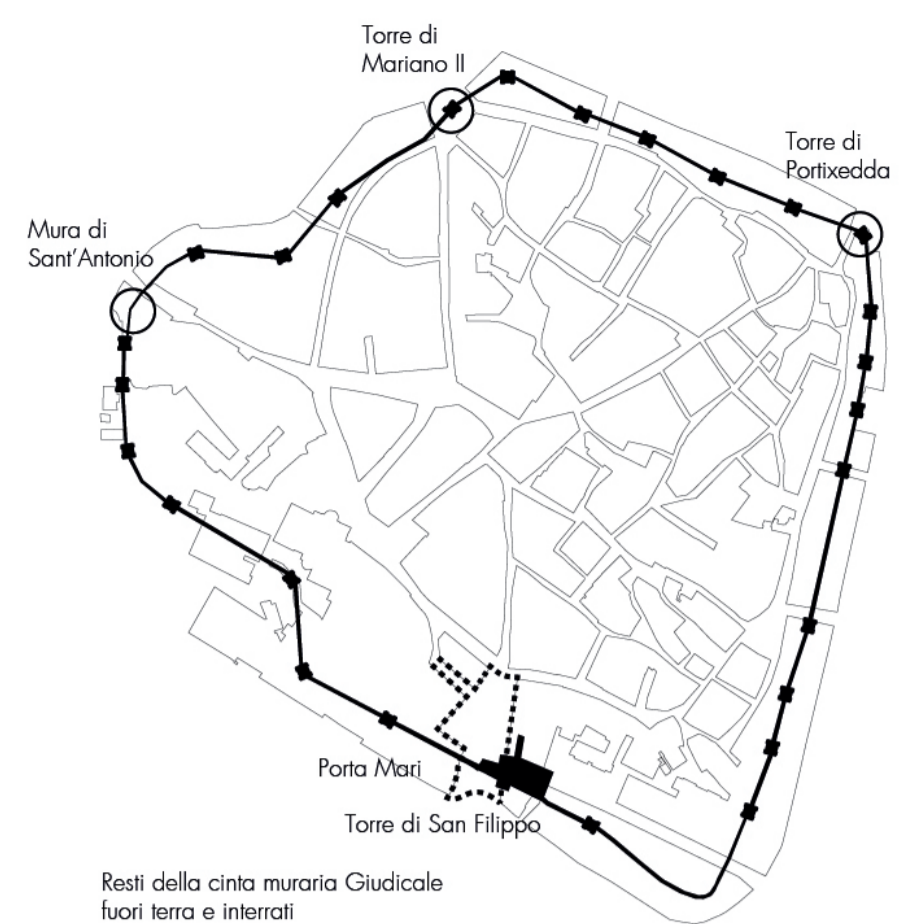 Torre di
Mariano II
Torre di
Portixedda
Mura di
Sant'Antonio
Porta Mari
Torre di San Filippo
Resti della cinta muraria Giudicale
fuori terra e interrati